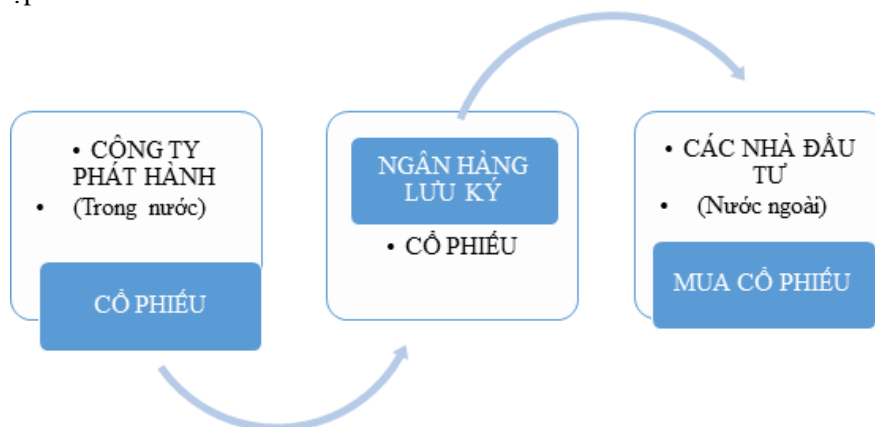 • CÔNG TY
PHÁT HÀNH
• (Trong nước)
CỔ PHIẾU
NGÂN HÀNG
LƯU KÝ
• CỔ PHIẾU
• CÁC NHÀ ĐẦU
TƯ
• (Nước ngoài)
MUA CỔ PHIẾU